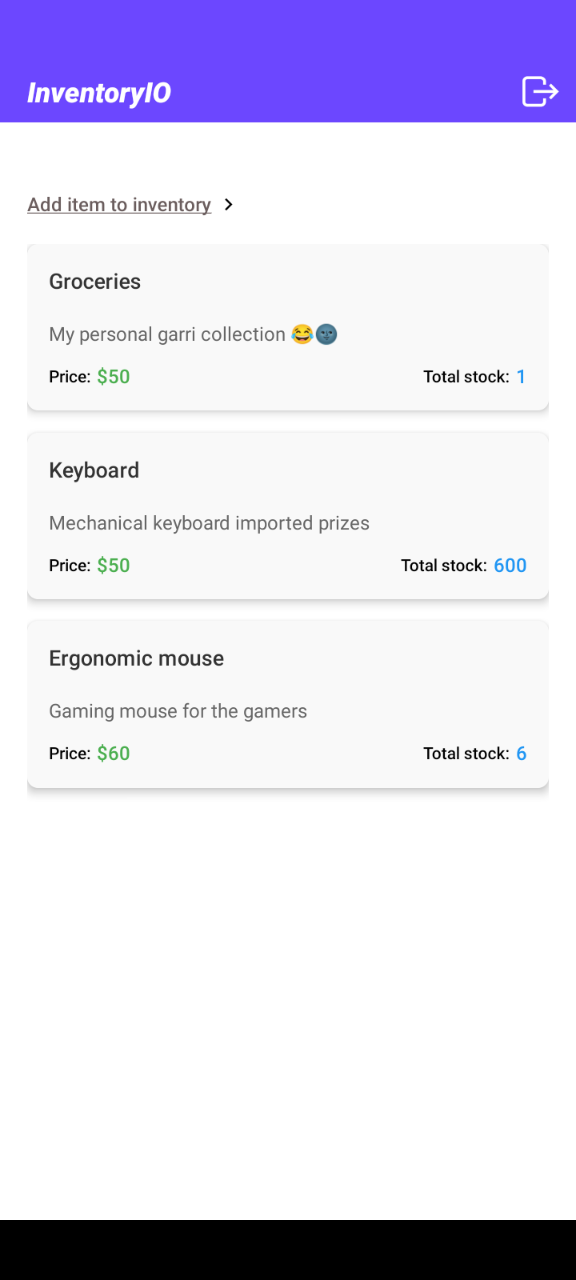 InventoryIO
Add item to inventory
Groceries
My personal garri collection 😂🌚
Price: $50 Total stock: 1
Keyboard
Mechanical keyboard imported prizes
Price: $50 Total stock: 600
Ergonomic mouse
Gaming mouse for the gamers
Price: $60 Total stock: 6